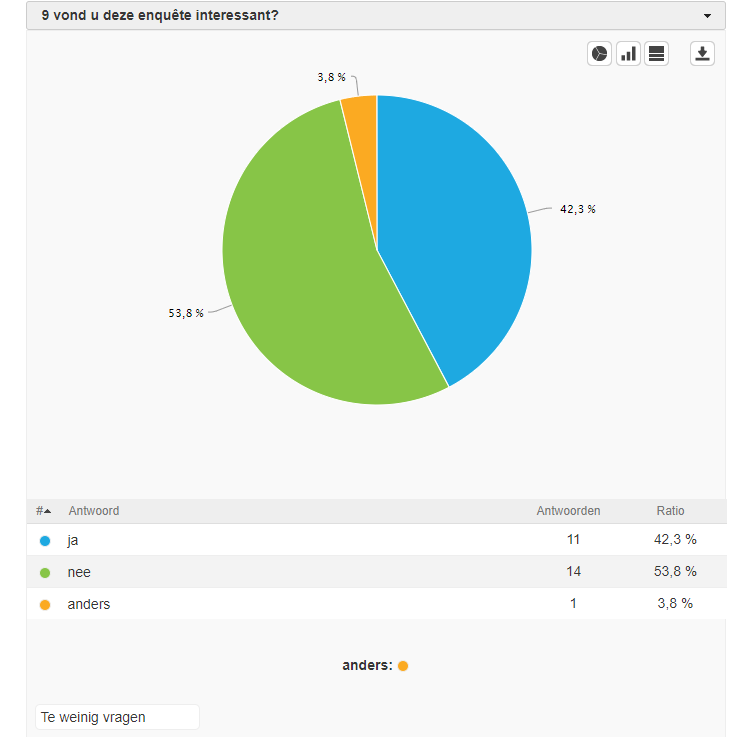 9 vond u deze enquête interessant?
3,8 %
42,3 %
53,8 %
# Antwoord Antwoorden Ratio
ja 11 42,3 %
nee 14 53,8 %
anders 1 3,8 %
anders:
Te weinig vragen